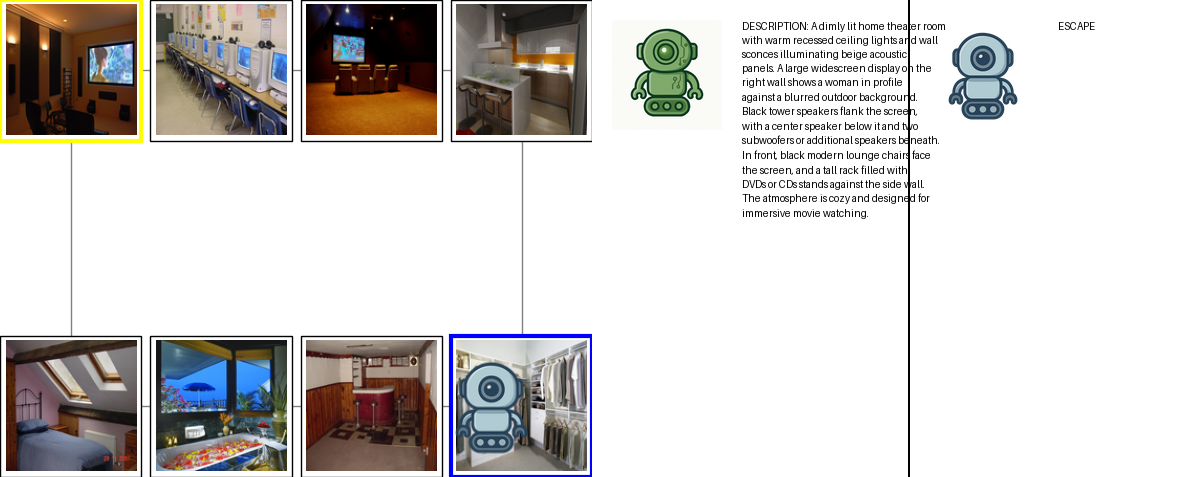 DESCRIPTION: A dimly lit home theater room
with warm recessed ceiling lights and wall
sconces illuminating beige acoustic
panels. A large widescreen display on the
right wall shows a woman in profile
against a blurred outdoor background.
Black tower speakers flank the screen,
with a center speaker below it and two
subwoofers or additional speakers beneath.
In front, black modern lounge chairs face
the screen, and a tall rack filled with
DVDs or CDs stands against the side wall.
The atmosphere is cozy and designed for
immersive movie watching.
ESCAPE